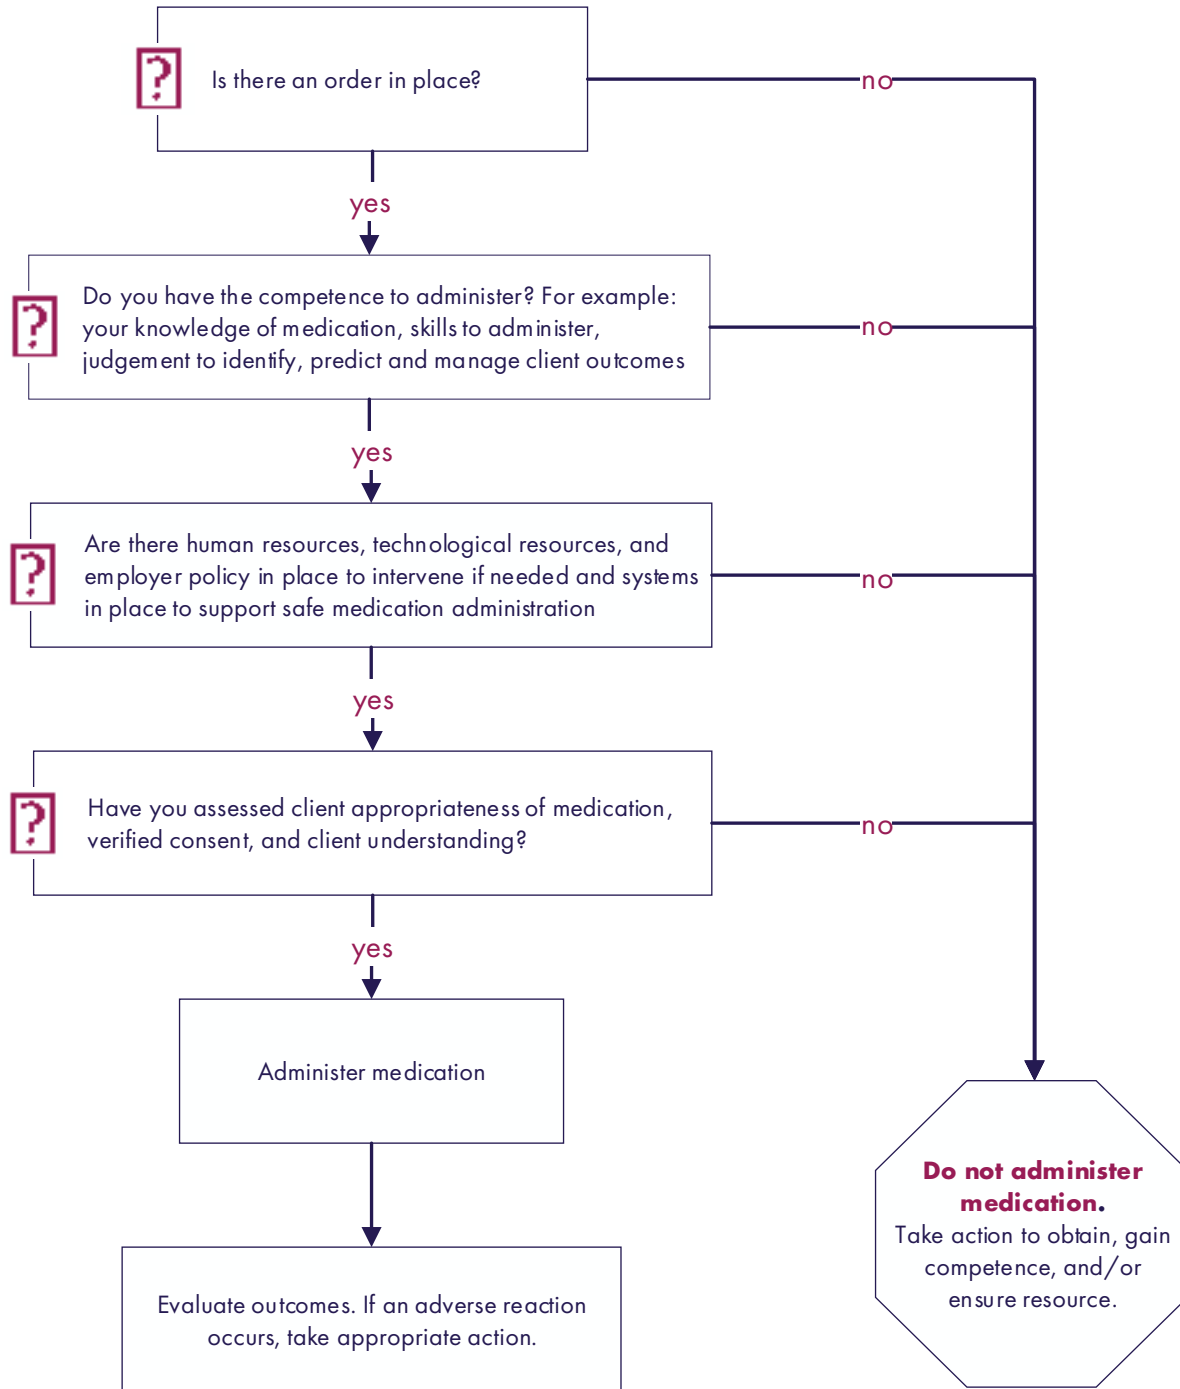 Is there an order in place?
no
yes
Do you have the competence to administer? For example:
your knowledge of medication, skills to administer,
judgement to identify, predict and manage client outcomes
no
yes
Are there human resources, technological resources, and
employer policy in place to intervene if needed and systems
in place to support safe medication administration
no
yes
Have you assessed client appropriateness of medication,
verified consent, and client understanding?
no
yes
Administer medication
Do not administer
medication.
Take action to obtain, gain
competence, and/or
ensure resource.
Evaluate outcomes. If an adverse reaction
occurs, take appropriate action.